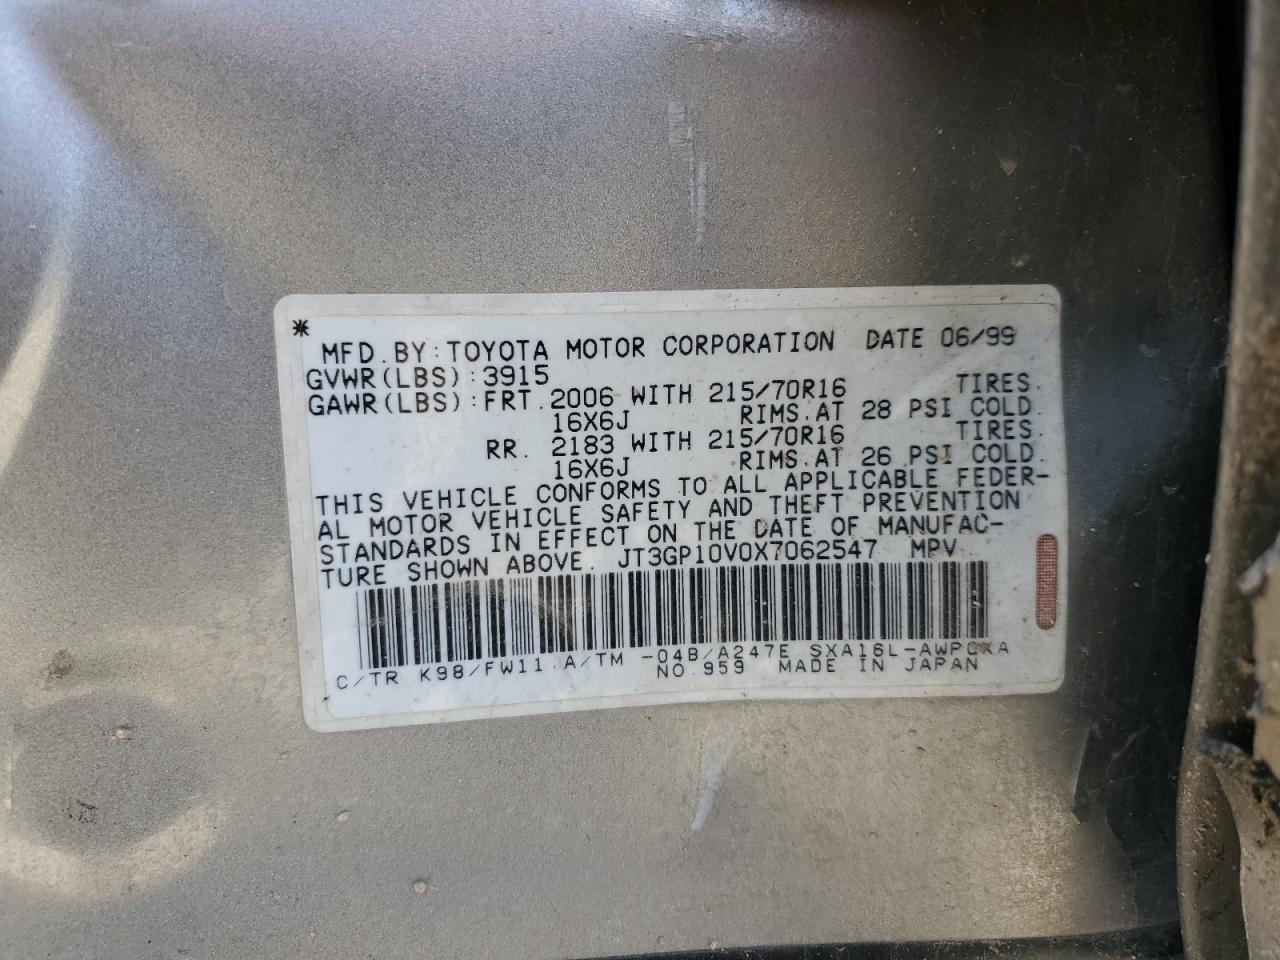 * MFD. BY: TOYOTA MOTOR CORPORATION DATE 06/99
GVWR(LBS): 3915
GAWR(LBS): FRT. 2006 WITH 215/70R16 TIRES.
16X6J RIMS. AT 28 PSI COLD.
RR. 2183 WITH 215/70R16 TIRES.
16X6J RIMS. AT 26 PSI COLD.
THIS VEHICLE CONFORMS TO ALL APPLICABLE FEDER-
AL MOTOR VEHICLE SAFETY AND THEFT PREVENTION
STANDARDS IN EFFECT ON THE DATE OF MANUFAC-
TURE SHOWN ABOVE. JT3GP10V0X7062547 MPV
C/TR K98/FW11 A/TM -04B/A247E
NO.959 MADE IN JAPAN